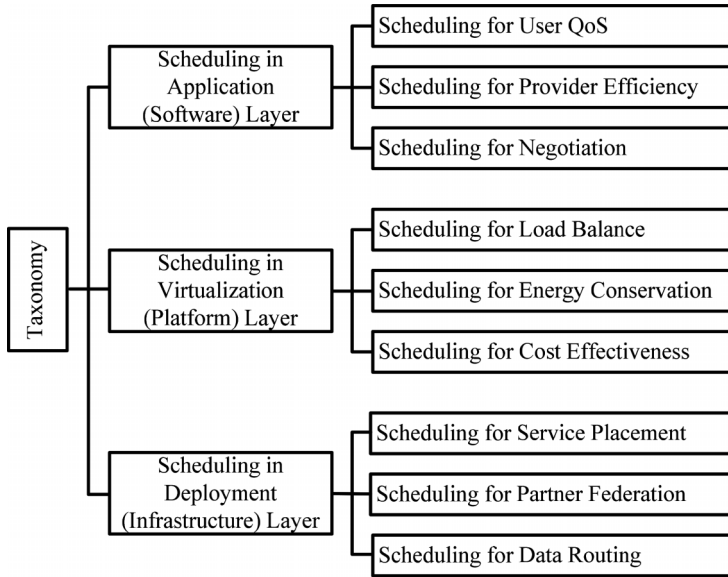 Taxonomy
Scheduling in
Application
(Software) Layer
Scheduling for User QoS
Scheduling for Provider Efficiency
Scheduling for Negotiation
Scheduling in
Virtualization
(Platform) Layer
Scheduling for Load Balance
Scheduling for Energy Conservation
Scheduling for Cost Effectiveness
Scheduling in
Deployment
(Infrastructure) Layer
Scheduling for Service Placement
Scheduling for Partner Federation
Scheduling for Data Routing